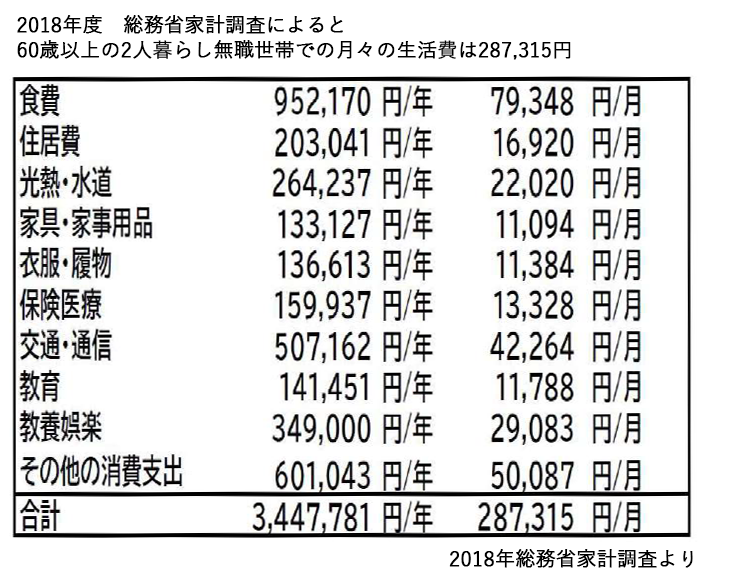 2018年度　総務省家計調査によると
60歳以上の2人暮らし無職世帯での月々の生活費は287,315円
食費 952,170 円/年 79,348 円/月
住居費 203,041 円/年 16,920 円/月
光熱・水道 264,237 円/年 22,020 円/月
家具・家事用品 133,127 円/年 11,094 円/月
衣服・履物 136,613 円/年 11,384 円/月
保険医療 159,937 円/年 13,328 円/月
交通・通信 507,162 円/年 42,264 円/月
教育 141,451 円/年 11,788 円/月
教養娯楽 349,000 円/年 29,083 円/月
その他の消費支出 601,043 円/年 50,087 円/月
合計 3,447,781 円/年 287,315 円/月
2018年総務省家計調査より